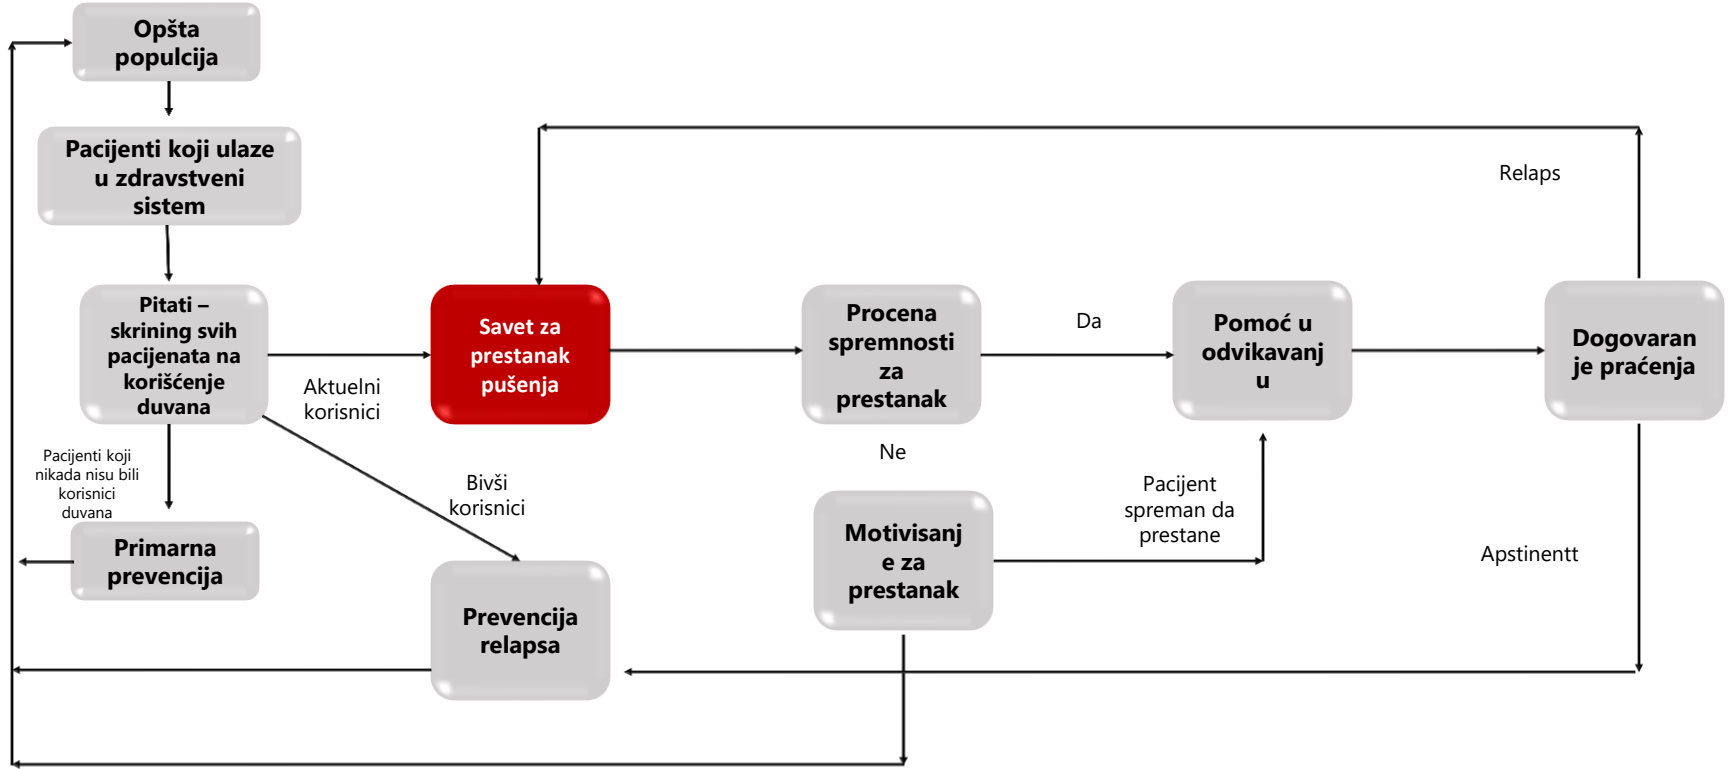 Opšta
populcija
Pacijenti koji ulaze
u zdravstveni
sistem
Relaps
Pitati –
skrining svih
pacijenata na
korišćenje
duvana
Aktuelni
korisnici
Savet za
prestanak
pušenja
Procena
spremnosti
za
prestanak
Da
Pomoć u
odvikavanj
u
Dogovaran
je praćenja
Pacijenti koji
nikada nisu bili
korisnici
duvana
Bivši
korisnici
Ne
Pacijent
spreman da
prestane
Primarna
prevencija
Prevencija
relapsa
Motivisanj
e za
prestanak
Apstinentt